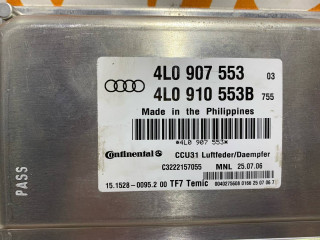 4L0 907 553 03
4L0 910 553B 755
Made in the Philippines
*4L0 907 553*
Continental CCU31 Luftfeder/Daempfer
C3222157055 MNL 25.07.06
15.1528-0095.2 00 TF7 Temic
PASS